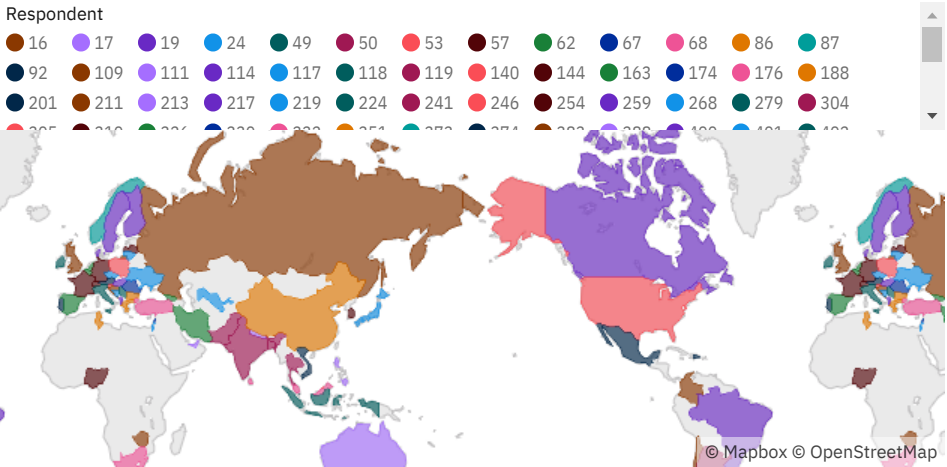 Respondent
16 17 19 24 49 50 53 57 62 67 68 86 87
92 109 111 114 117 118 119 140 144 163 174 176 188
201 211 213 217 219 224 241 246 254 259 268 279 304
© Mapbox © OpenStreetMap